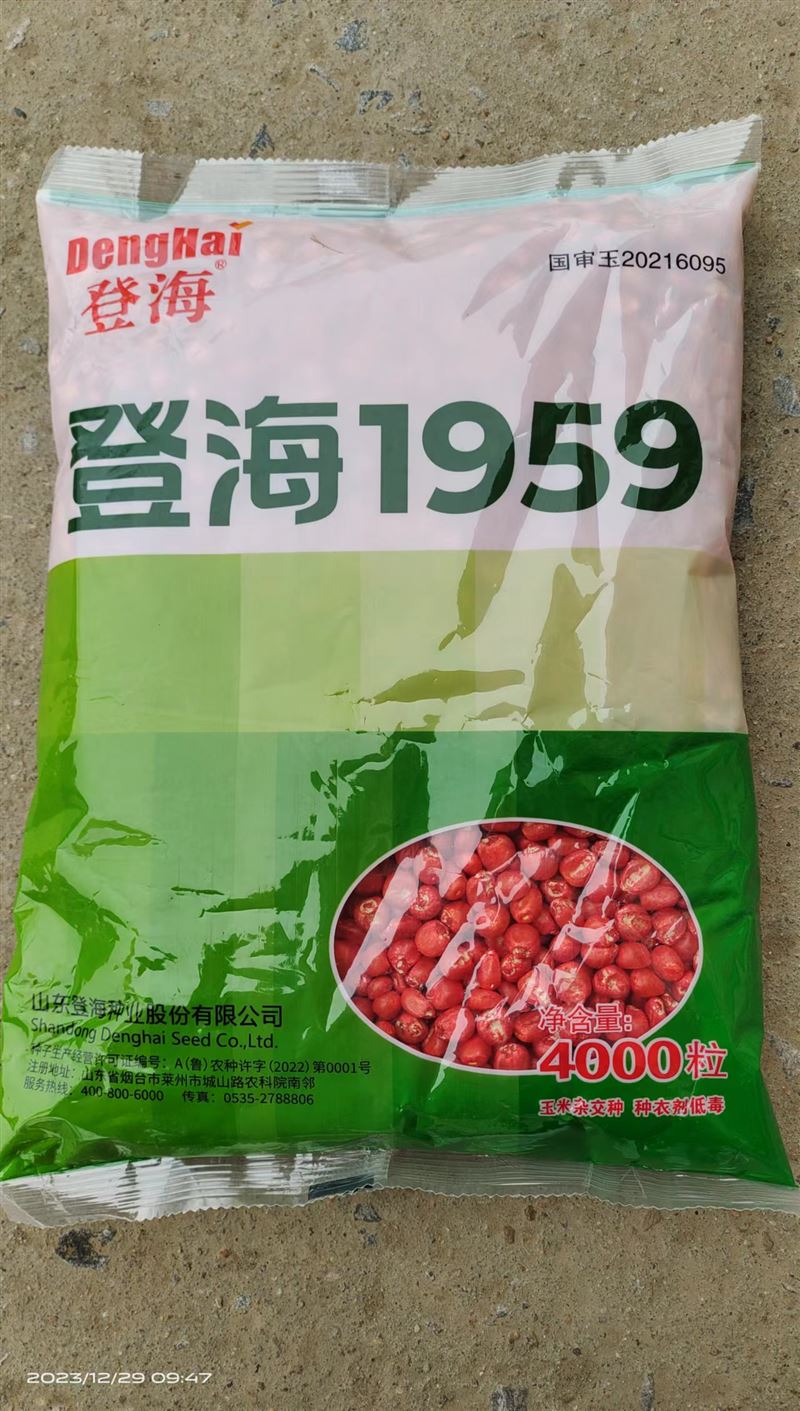 DengHai
登海®
国审玉20216095
登海1959
山东登海种业股份有限公司
Shandong Denghai Seed Co.,Ltd.
种子生产经营许可证编号：A(鲁)农种许字(2022)第0001号
注册地址：山东省烟台市莱州市城山路农科院南邻
服务热线：400-800-6000 传真：0535-2788806
净含量：
4000粒
玉米杂交种 种衣剂低毒
2023/12/29 09:47